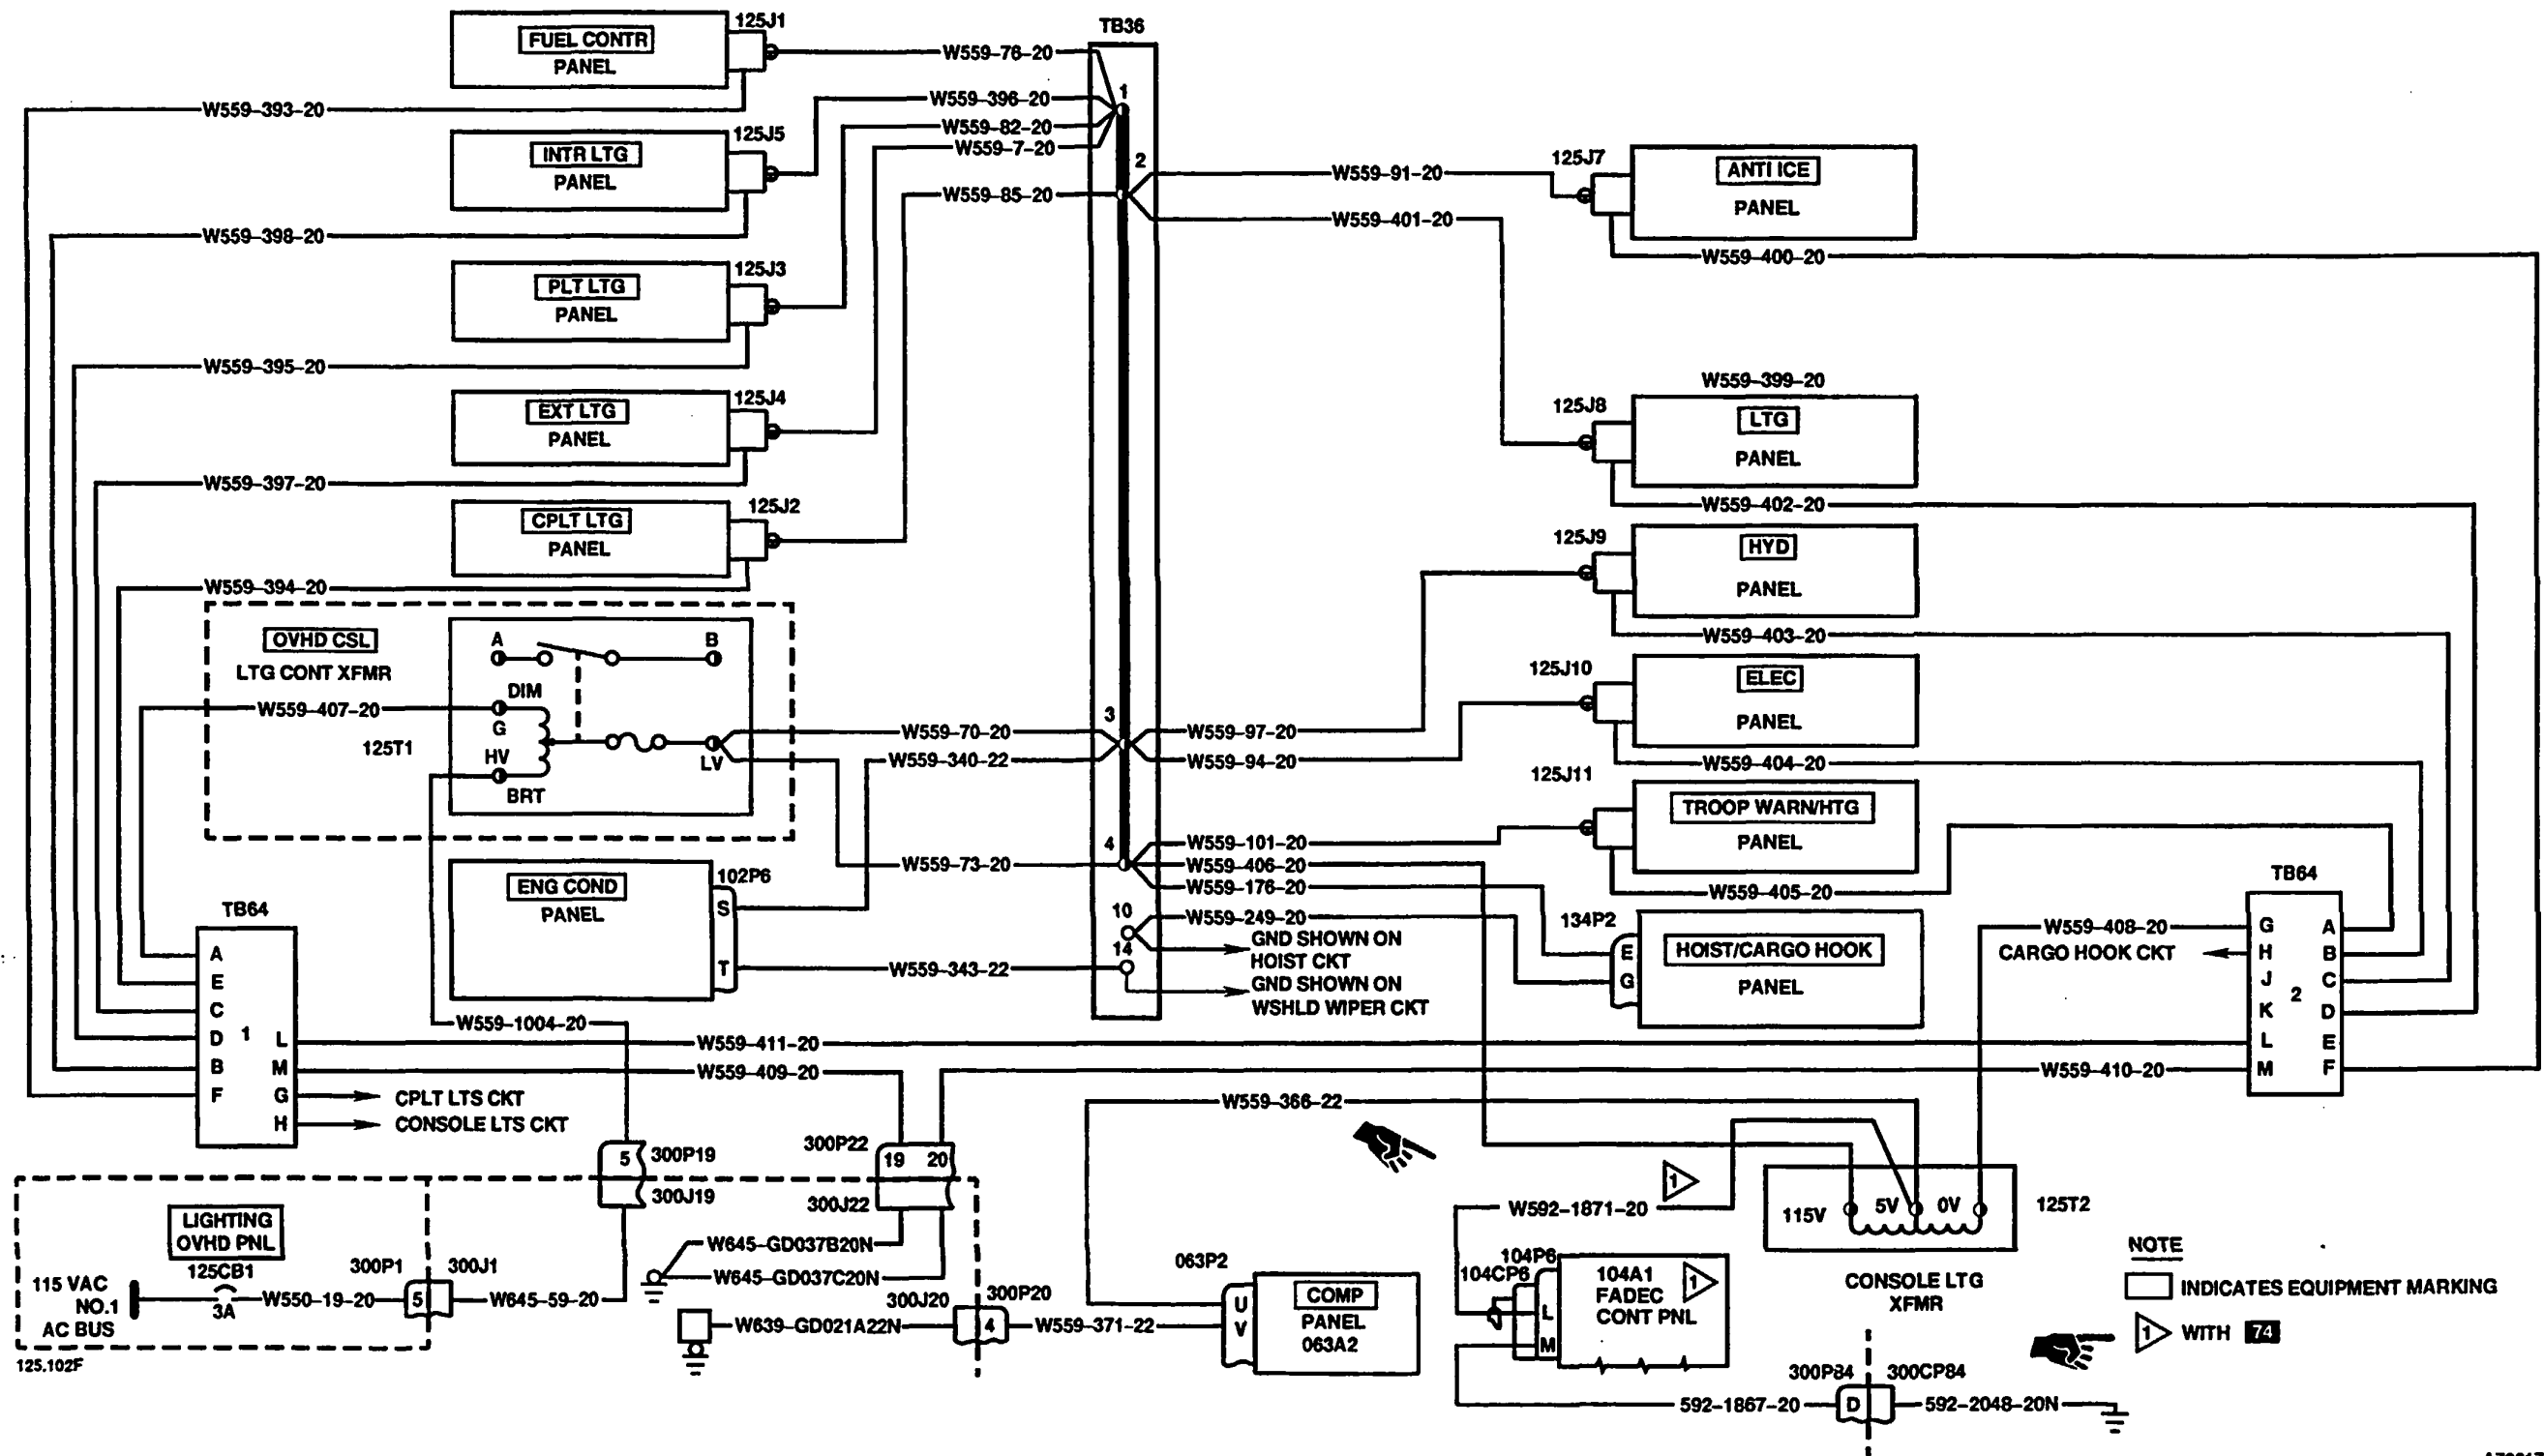 125J1
FUEL CONTR
PANEL
W559-76-20
TB36
W559-393-20
W559-396-20
1
125J5
INTR LTG
PANEL
W559-82-20
W559-7-20
2
W559-398-20
W559-85-20
W559-91-20
125J7
ANTI ICE
PANEL
W559-401-20
W559-400-20
125J3
PLT LTG
PANEL
W559-395-20
125J4
EXT LTG
PANEL
W559-397-20
W559-399-20
125J8
LTG
PANEL
W559-402-20
125J2
CPLT LTG
PANEL
W559-394-20
125J9
HYD
PANEL
W559-403-20
OVHD CSL
LTG CONT XFMR
A
B
DIM
W559-407-20
G
125T1
HV
LV
BRT
W559-70-20
W559-340-22
3
W559-97-20
W559-94-20
125J10
ELEC
PANEL
W559-404-20
125J11
TROOP WARN/HTG
PANEL
W559-405-20
W559-73-20
4
W559-101-20
W559-406-20
W559-176-20
ENG COND
PANEL
102P6
S
T
W559-343-22
10
W559-249-20
14
GND SHOWN ON
HOIST CKT
GND SHOWN ON
WSHLD WIPER CKT
134P2
E
G
HOIST/CARGO HOOK
PANEL
TB64
W559-408-20
CARGO HOOK CKT
G
H
J
K
L
M
2
A
B
C
D
E
F
TB64
A
E
C
D
B
F
1
L
M
G
H
CPLT LTS CKT
CONSOLE LTS CKT
W559-1004-20
W559-411-20
W559-409-20
W559-410-20
W559-366-22
5
300P19
300J19
300P22
19 20
300J22
LIGHTING
OVHD PNL
125CB1
115 VAC
NO.1
AC BUS
3A
W550-19-20
300P1
5
300J1
W645-59-20
W645-GD037B20N
W645-GD037C20N
W639-GD021A22N
300J20
300P20
4
W559-371-22
063P2
U
V
COMP
PANEL
063A2
1
W592-1871-20
104P6
104CP6
L
M
104A1
FADEC
CONT PNL
1
115V
5V
0V
125T2
CONSOLE LTG
XFMR
NOTE
INDICATES EQUIPMENT MARKING
1 WITH 74
300P84
300CP84
592-1867-20
D
592-2048-20N
125.102F